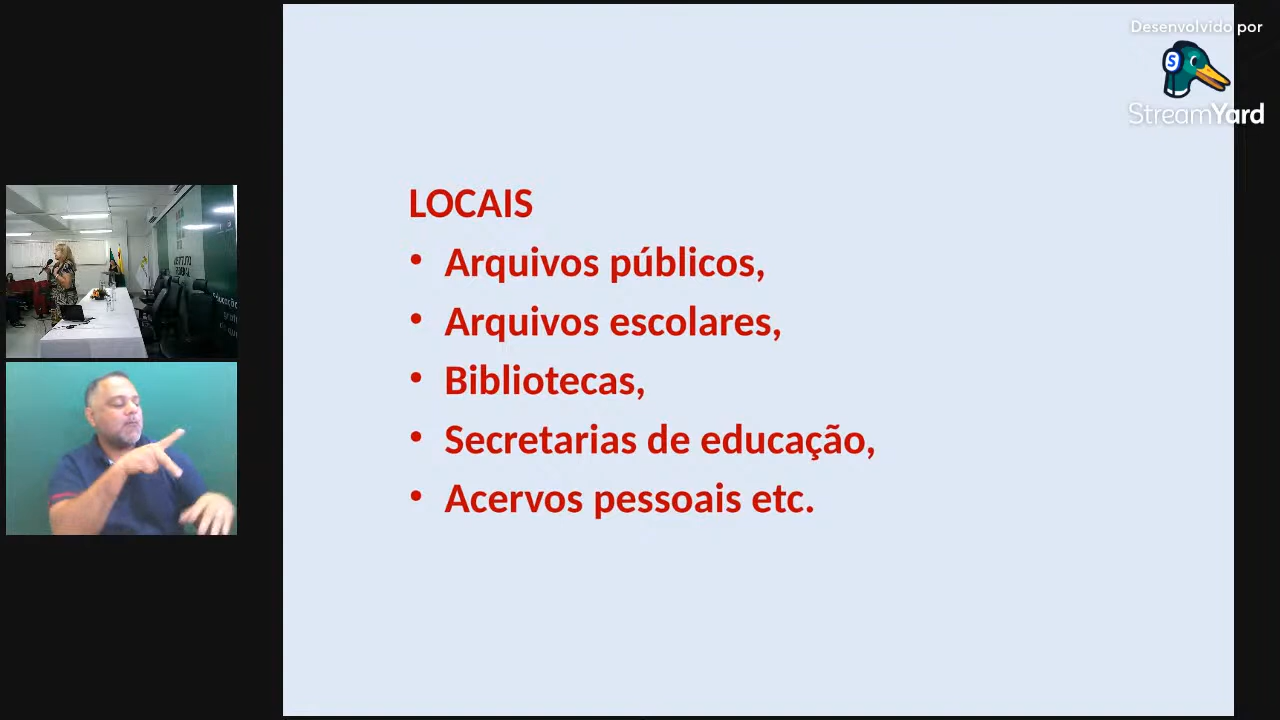 Desenvolvido por
StreamYard
LOCAIS
• Arquivos públicos,
• Arquivos escolares,
• Bibliotecas,
• Secretarias de educação,
• Acervos pessoais etc.